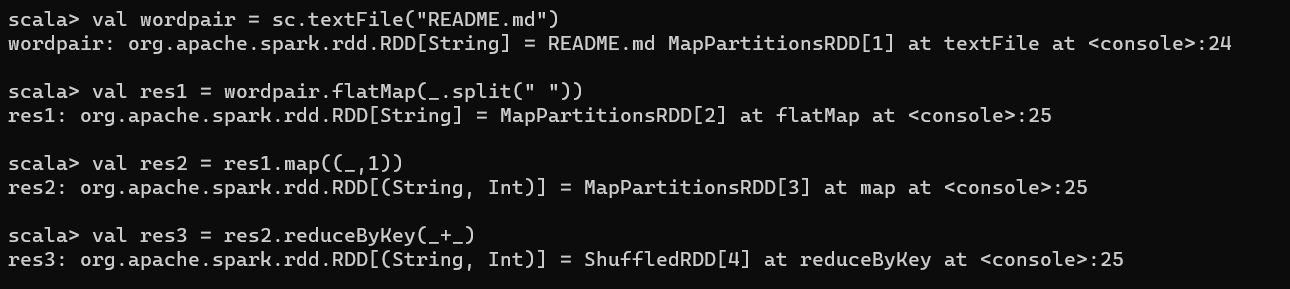 scala> val wordpair = sc.textFile("README.md")
wordpair: org.apache.spark.rdd.RDD[String] = README.md MapPartitionsRDD[1] at textFile at <console>:24
scala> val res1 = wordpair.flatMap(_.split(" "))
res1: org.apache.spark.rdd.RDD[String] = MapPartitionsRDD[2] at flatMap at <console>:25
scala> val res2 = res1.map((_,1))
res2: org.apache.spark.rdd.RDD[(String, Int)] = MapPartitionsRDD[3] at map at <console>:25
scala> val res3 = res2.reduceByKey(_+_)
res3: org.apache.spark.rdd.RDD[(String, Int)] = ShuffledRDD[4] at reduceByKey at <console>:25